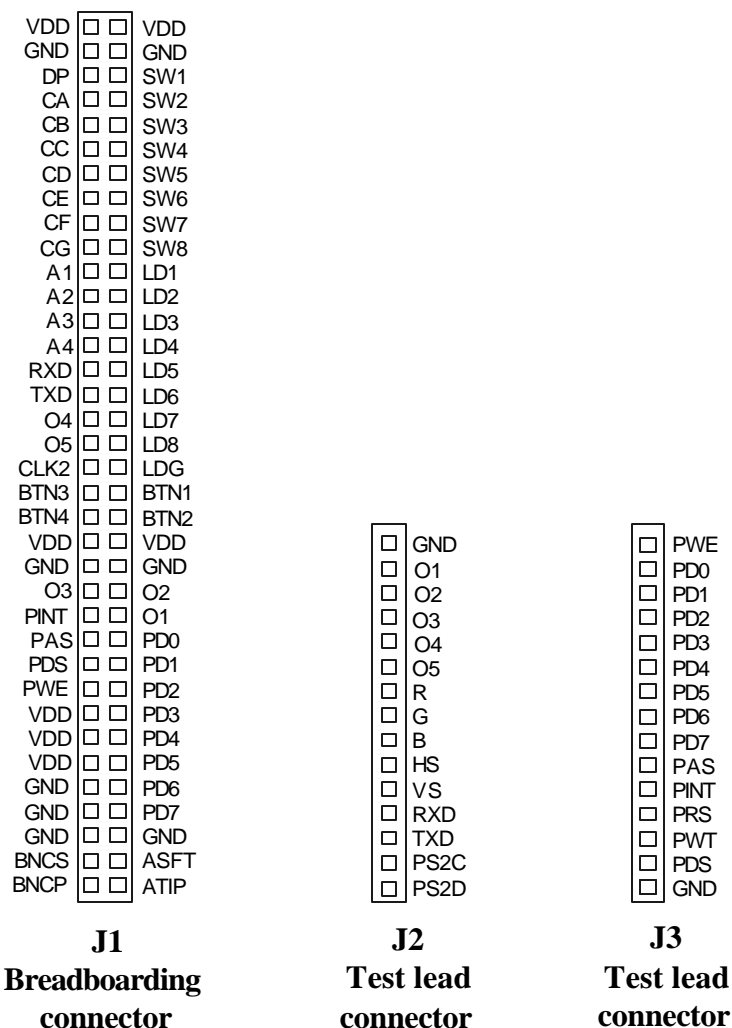 VDD VDD
GND GND
DP SW1
CA SW2
CB SW3
CC SW4
CD SW5
CE SW6
CF SW7
CG SW8
A1 LD1
A2 LD2
A3 LD3
A4 LD4
RXD LD5
TXD LD6
O4 LD7
O5 LD8
CLK2 LDG
BTN3 BTN1
BTN4 BTN2
VDD VDD
GND GND
O3 O2
PINT O1
PAS PD0
PDS PD1
PWE PD2
VDD PD3
VDD PD4
VDD PD5
GND PD6
GND PD7
GND GND
BNCS ASFT
BNCP ATIP
J1
Breadboarding
connector
GND
O1
O2
O3
O4
O5
R
G
B
HS
VS
RXD
TXD
PS2C
PS2D
J2
Test lead
connector
PWE
PD0
PD1
PD2
PD3
PD4
PD5
PD6
PD7
PAS
PINT
PRS
PWT
PDS
GND
J3
Test lead
connector